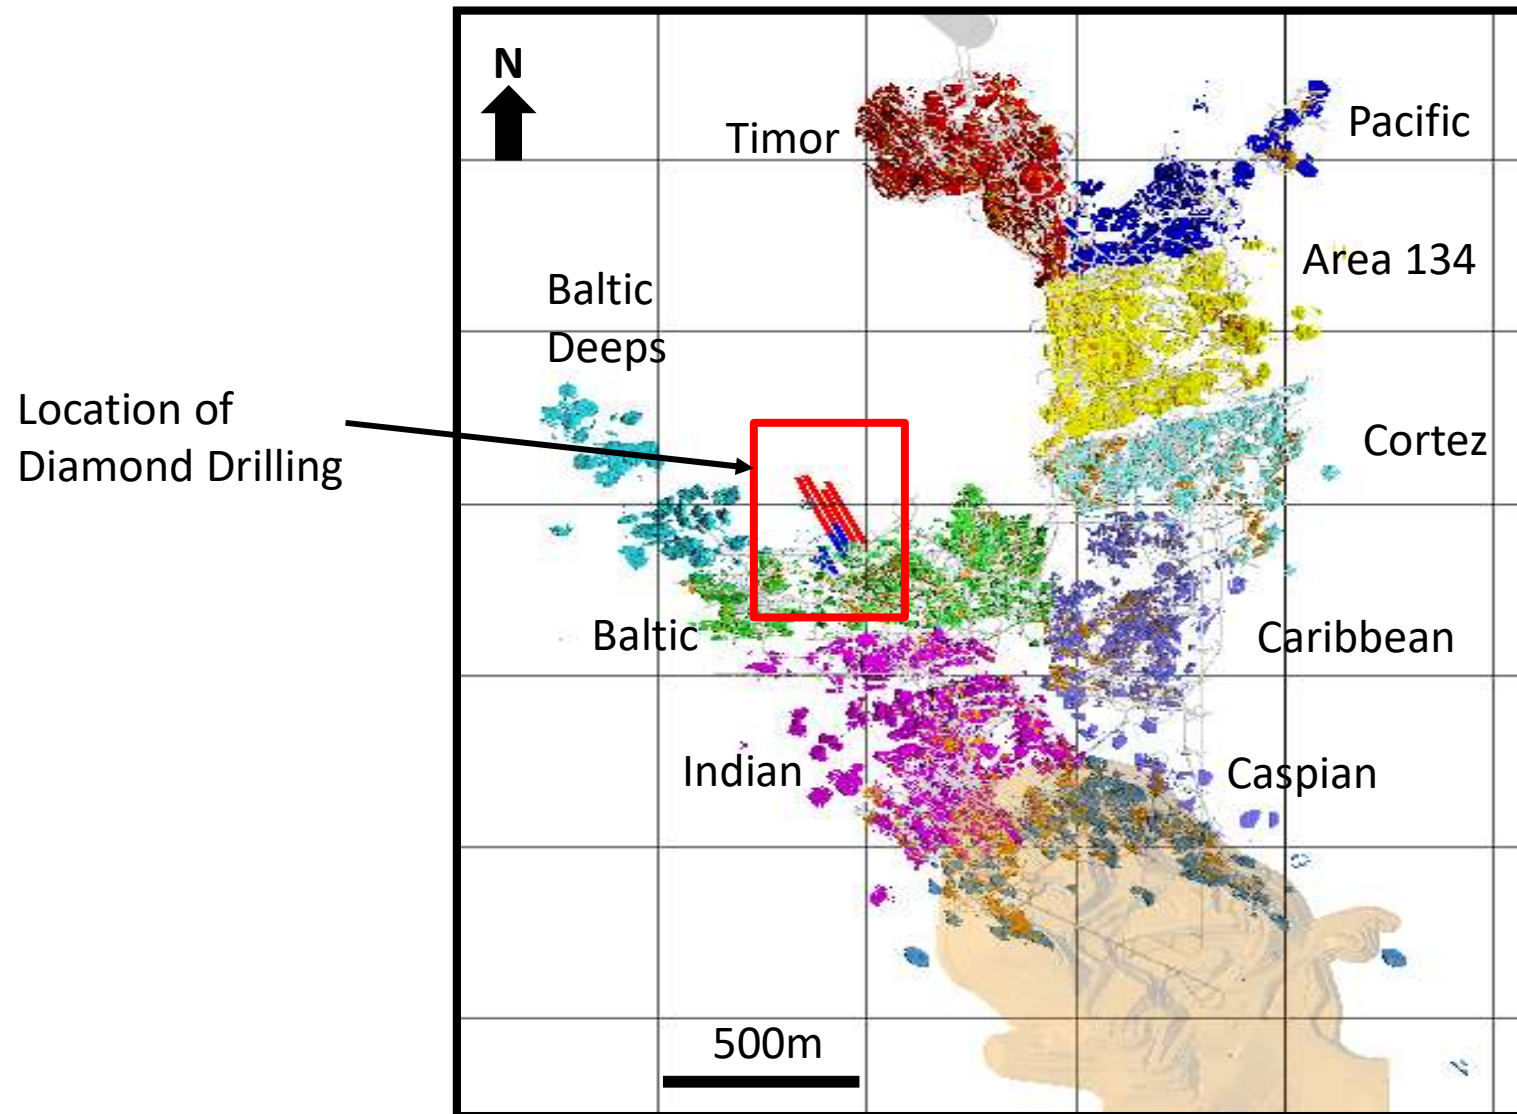 N
Timor
Pacific
Area 134
Baltic
Deeps
Location of
Diamond Drilling
Cortez
Baltic
Caribbean
Indian
Caspian
500m